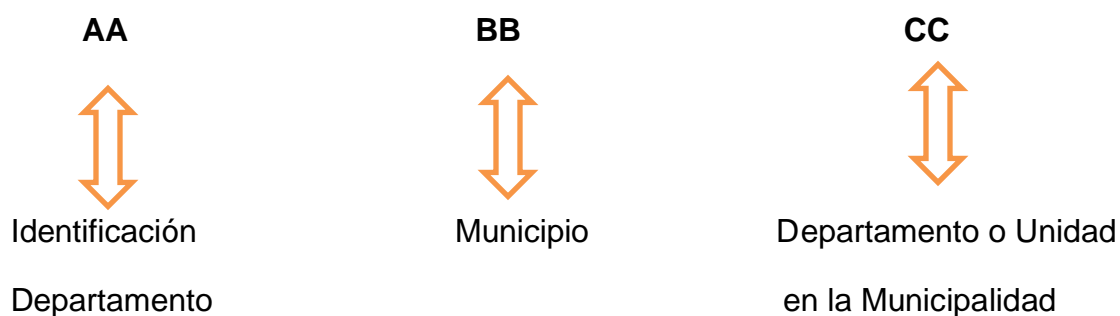 AA BB CC
Identificación Municipio Departamento o Unidad
Departamento en la Municipalidad